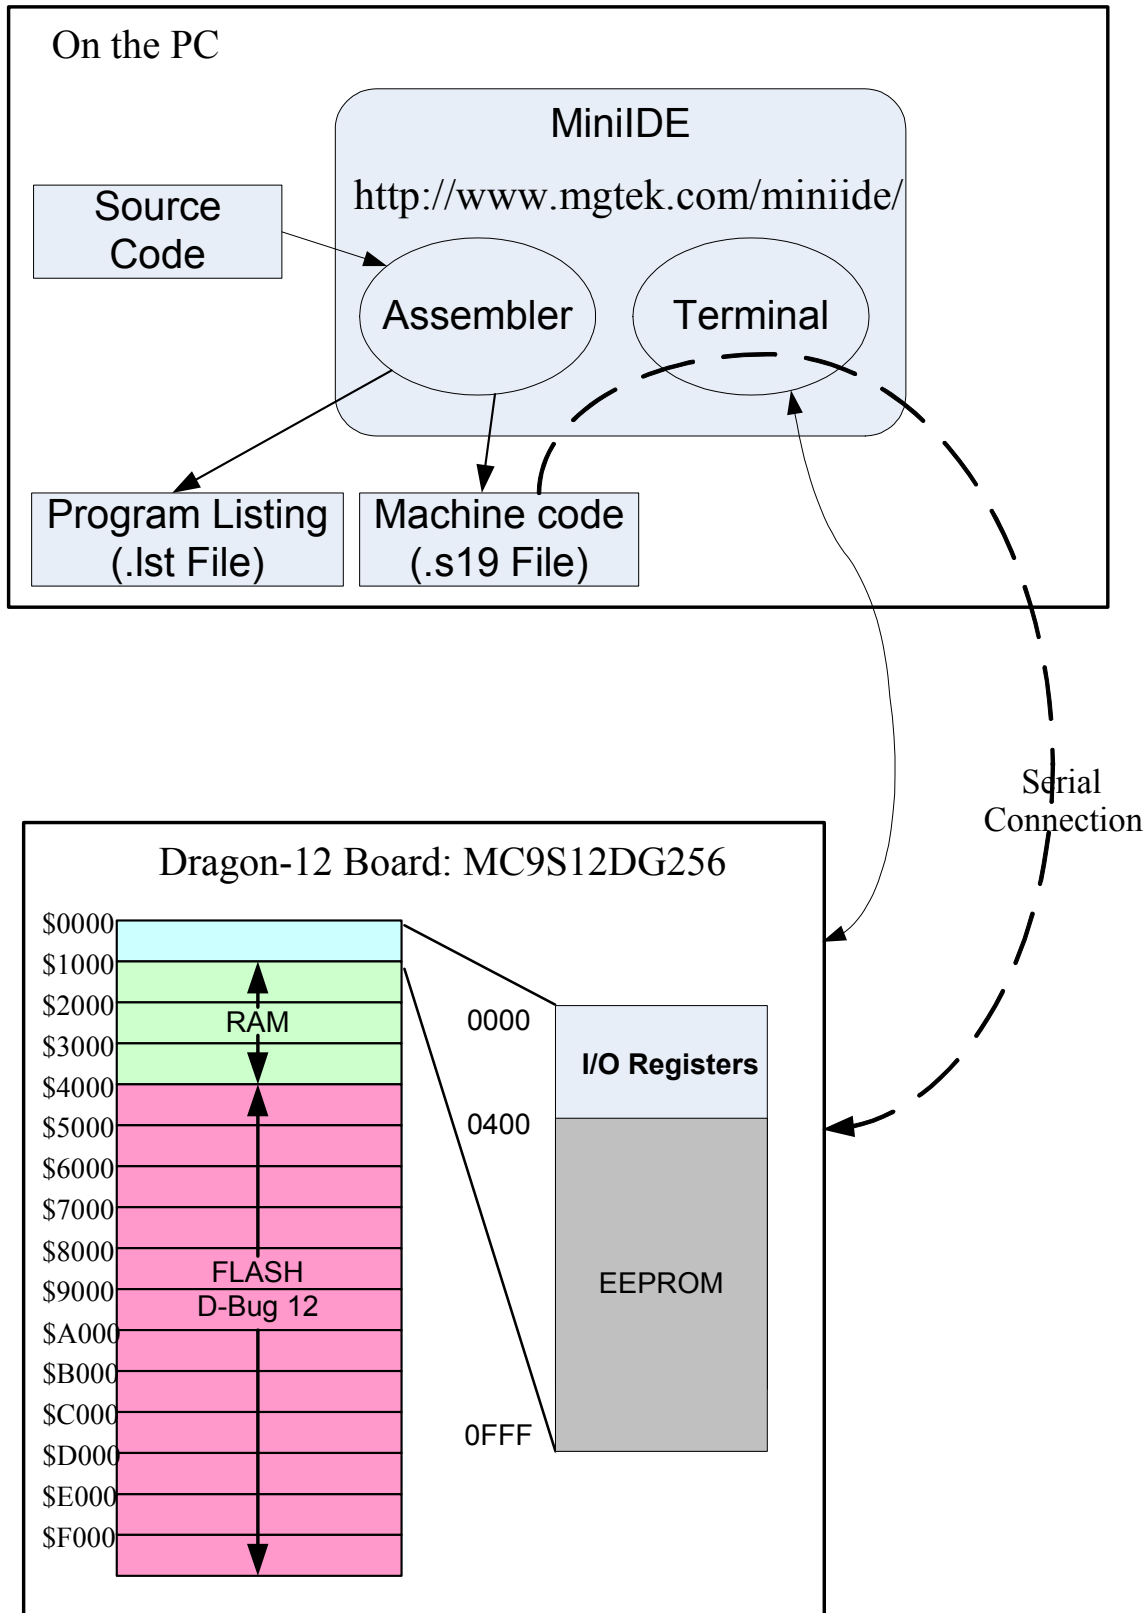 On the PC
MiniIDE
http://www.mgtek.com/miniide/
Source
Code
Assembler
Terminal
Program Listing
(.lst File)
Machine code
(.s19 File)
Serial
Connection
Dragon-12 Board: MC9S12DG256
$0000
$1000
$2000
$3000
$4000
$5000
$6000
$7000
$8000
$9000
$A000
$B000
$C000
$D000
$E000
$F000
RAM
FLASH
D-Bug 12
0000
I/O Registers
0400
EEPROM
0FFF